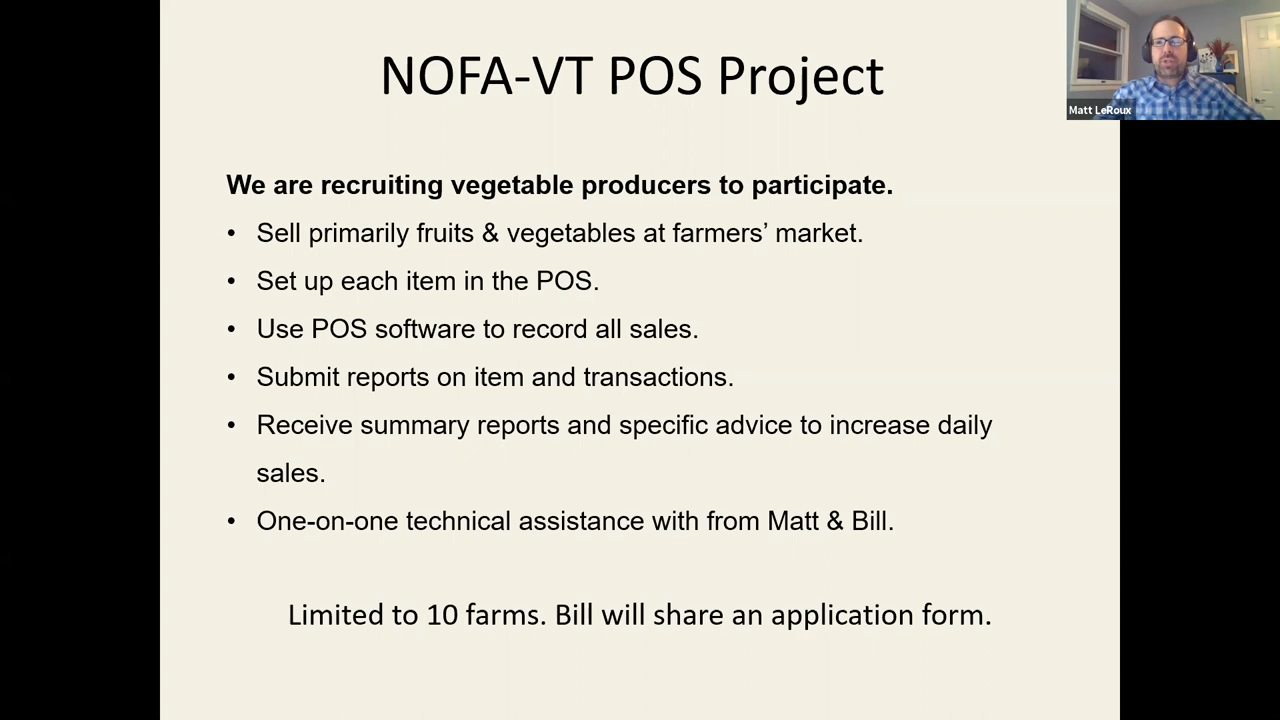 NOFA-VT POS Project
Matt LeRoux
We are recruiting vegetable producers to participate.
• Sell primarily fruits & vegetables at farmers’ market.
• Set up each item in the POS.
• Use POS software to record all sales.
• Submit reports on item and transactions.
• Receive summary reports and specific advice to increase daily
sales.
• One-on-one technical assistance with from Matt & Bill.
Limited to 10 farms. Bill will share an application form.